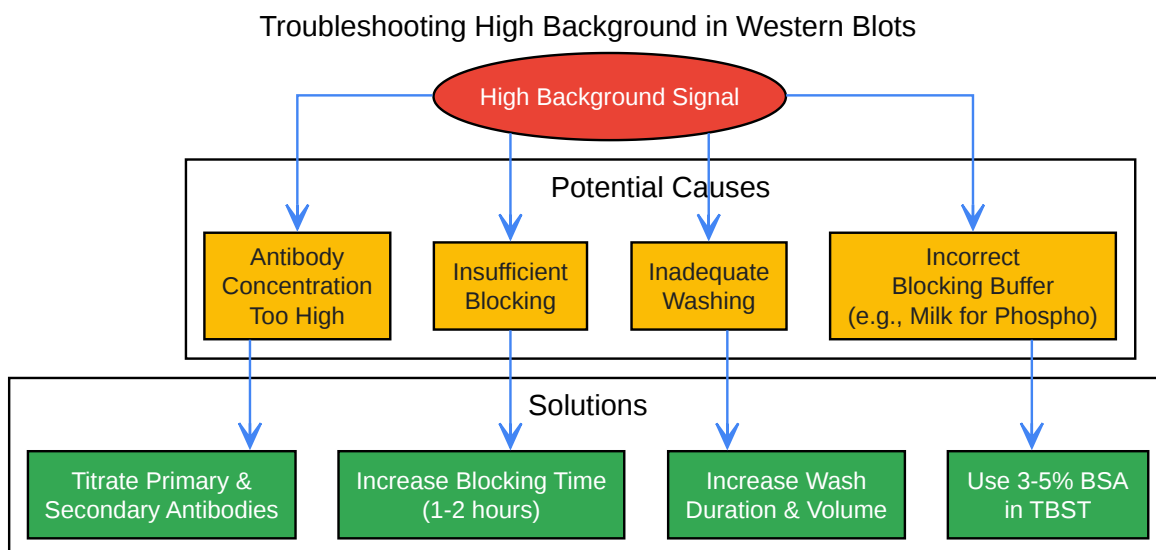 Troubleshooting High Background in Western Blots
High Background Signal
Potential Causes
Antibody
Concentration
Too High
Insufficient
Blocking
Inadequate
Washing
Incorrect
Blocking Buffer
(e.g., Milk for Phospho)
Solutions
Titrate Primary &
Secondary Antibodies
Increase Blocking Time
(1-2 hours)
Increase Wash
Duration & Volume
Use 3-5% BSA
in TBST